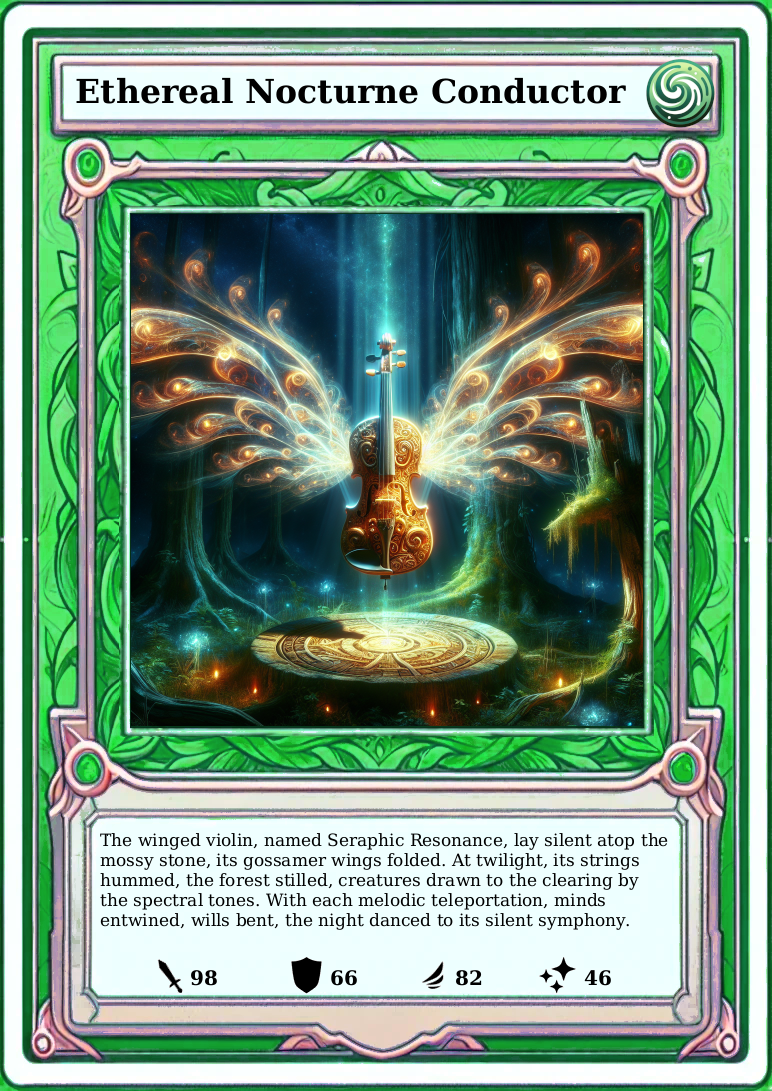 Ethereal Nocturne Conductor
The winged violin, named Seraphic Resonance, lay silent atop the
mossy stone, its gossamer wings folded. At twilight, its strings
hummed, the forest stilled, creatures drawn to the clearing by
the spectral tones. With each melodic teleportation, minds
entwined, wills bent, the night danced to its silent symphony.
98 66 82 46